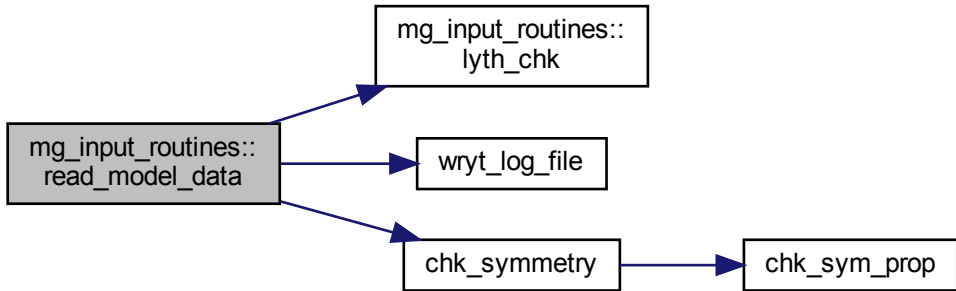 mg_input_routines::
lyth_chk
mg_input_routines::
read_model_data
wryt_log_file
chk_symmetry
chk_sym_prop